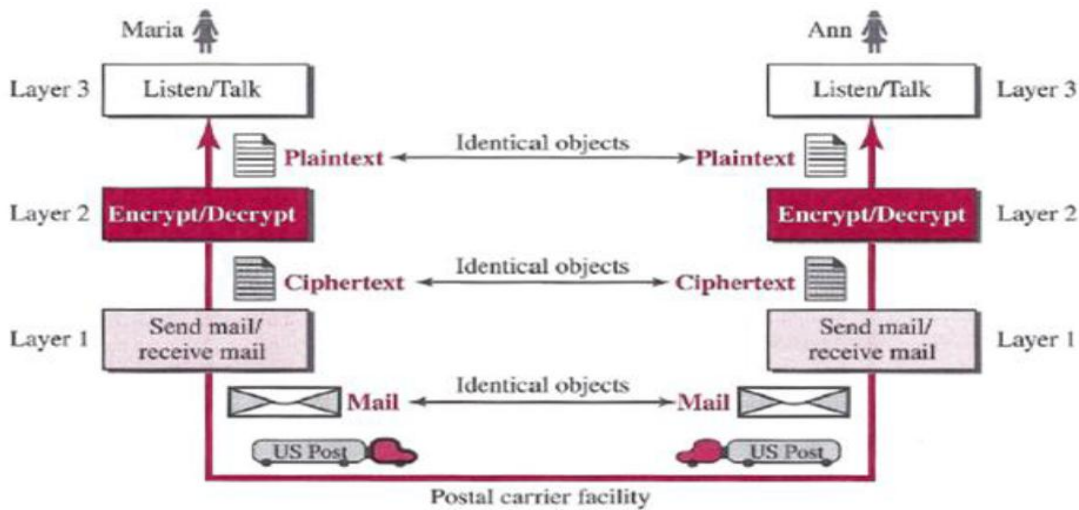 Maria
Ann
Layer 3
Listen/Talk
Listen/Talk
Layer 3
Plaintext
Identical objects
Plaintext
Layer 2
Encrypt/Decrypt
Encrypt/Decrypt
Layer 2
Ciphertext
Identical objects
Ciphertext
Layer 1
Send mail/
receive mail
Send mail/
receive mail
Layer 1
Mail
Identical objects
Mail
US Post
US Post
Postal carrier facility